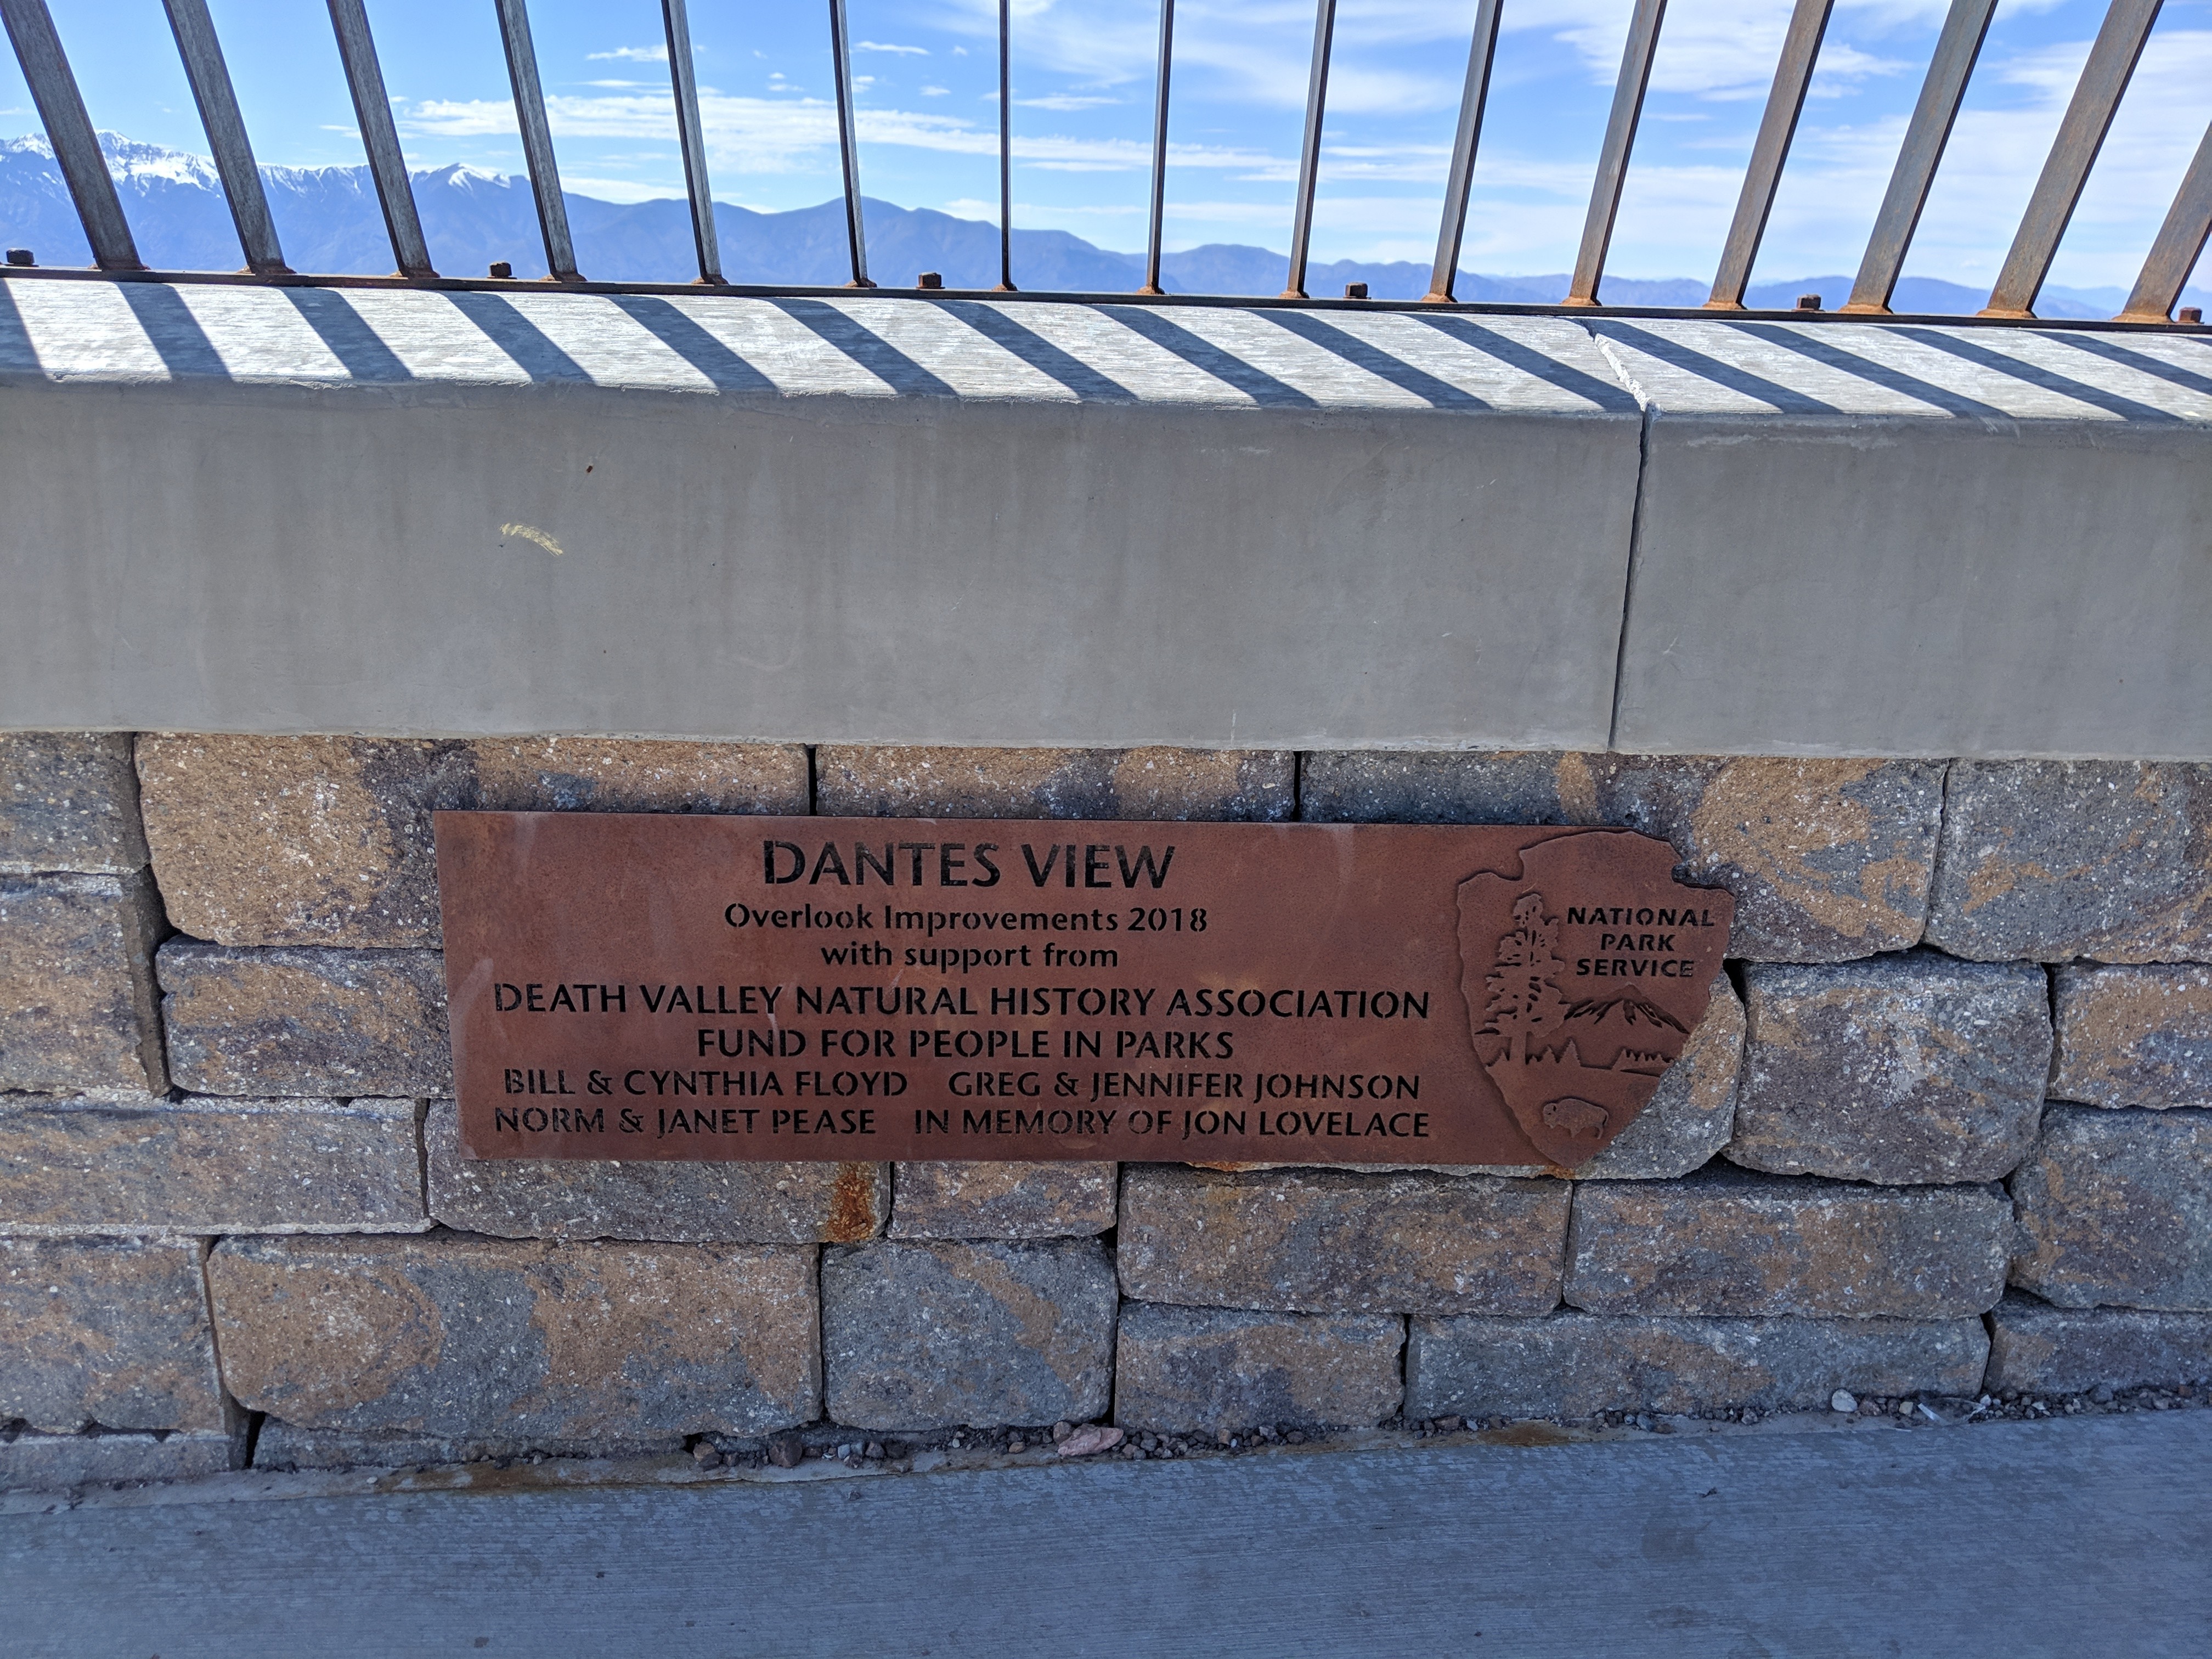 DANTES VIEW
Overlook Improvements 2018
with support from
DEATH VALLEY NATURAL HISTORY ASSOCIATION
FUND FOR PEOPLE IN PARKS
BILL & CYNTHIA FLOYD GREG & JENNIFER JOHNSON
NORM & JANET PEASE IN MEMORY OF JON LOVELACE
NATIONAL
PARK
SERVICE